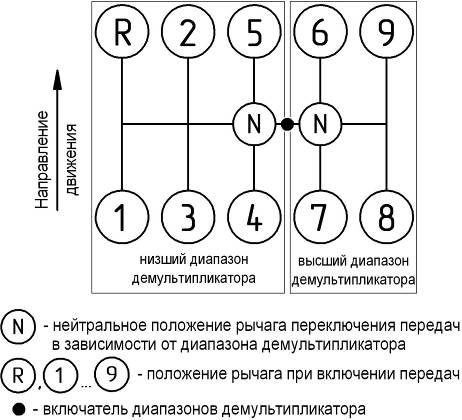 R 2 5 6 9
Направление
движения
N N
1 3 4 7 8
низший диапазон
демультипликатора
высший диапазон
демультипликатора
N - нейтральное положение рычага переключения передач
в зависимости от диапазона демультипликатора
R , 1 ... 9 - положение рычага при включении передач
- включатель диапазонов демультипликатора